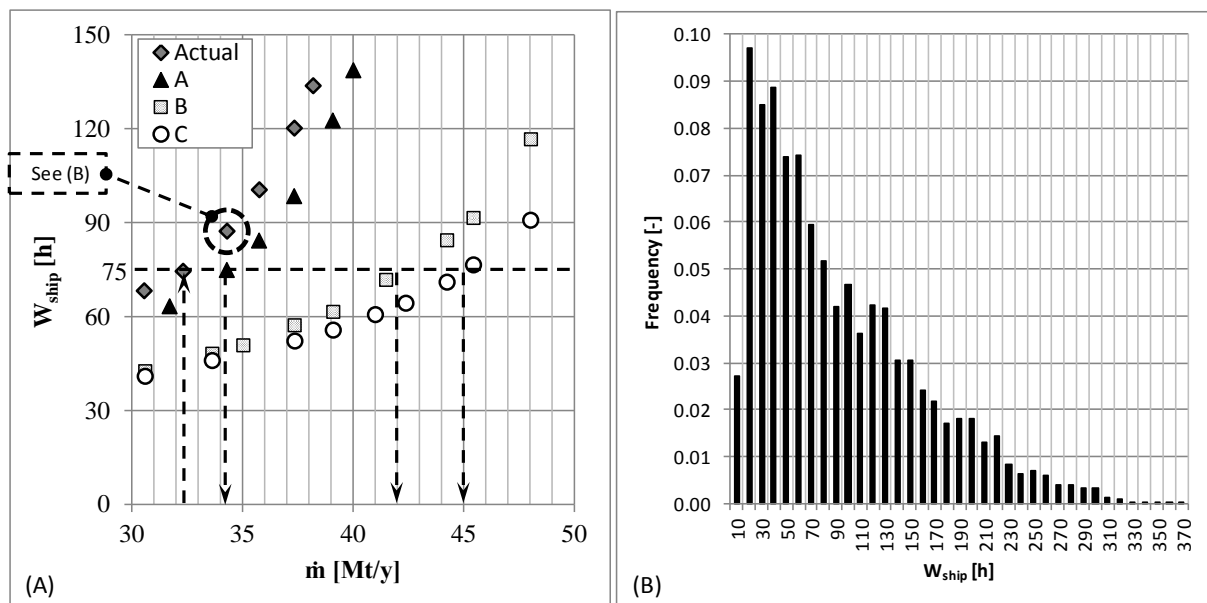 150
120
90
75
60
30
0
W_ship [h]
Actual
A
B
C
See (B)
30 35 40 45 50
ṁ [Mt/y]
(A)
0.10
0.09
0.08
0.07
0.06
0.05
0.04
0.03
0.02
0.01
0.00
Frequency [-]
10 30 50 70 90 110 130 150 170 190 210 230 250 270 290 310 330 350 370
W_ship [h]
(B)